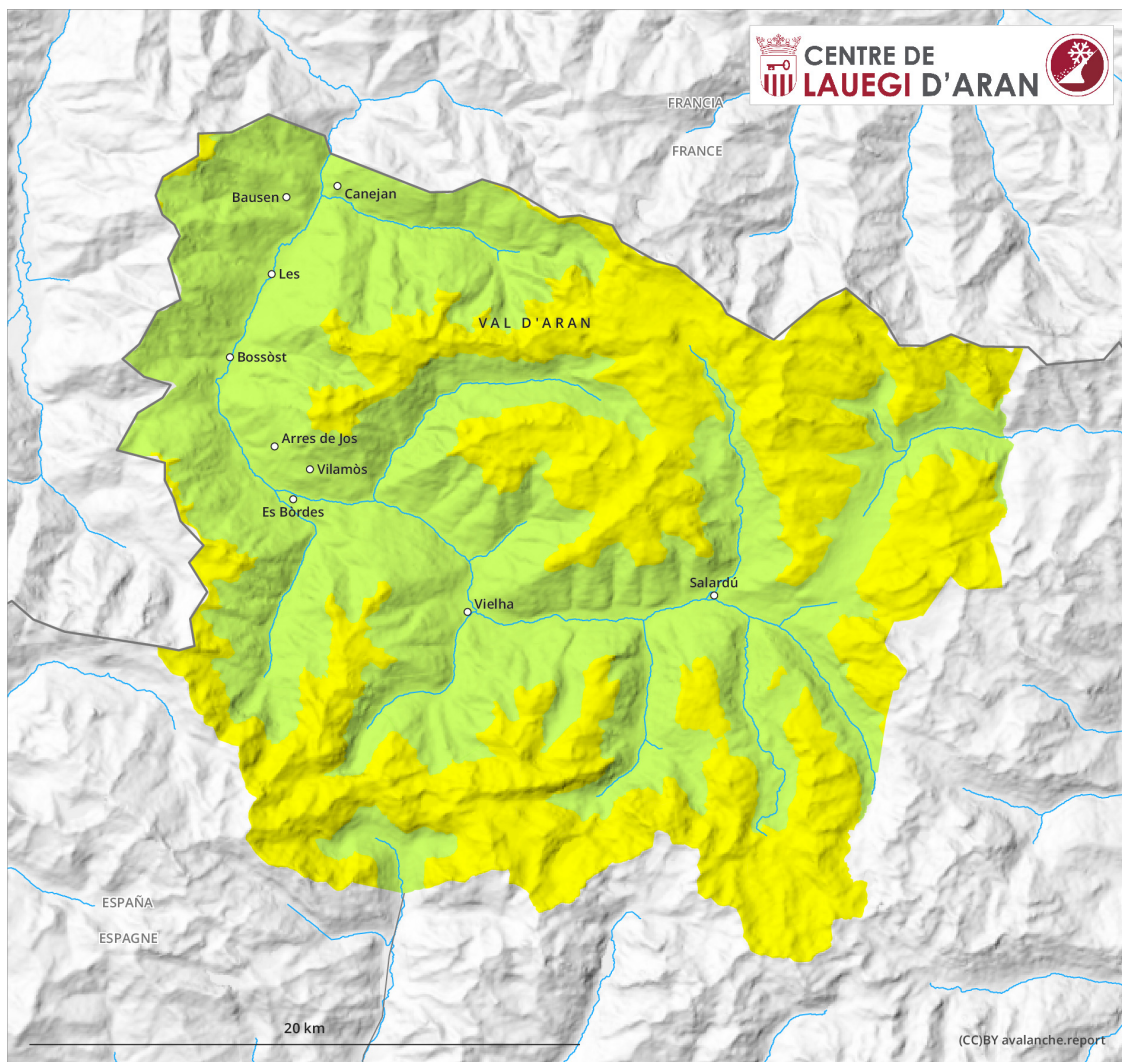 CENTRE DE
LAUEGI D'ARAN
FRANCIA
FRANCE
Bausen
Canejan
Les
VAL D'ARAN
Bossòst
Arres de Jos
Vilamòs
Es Bòrdes
Salardú
Vielha
ESPAÑA
ESPAGNE
20 km
(CC)BY avalanche.report